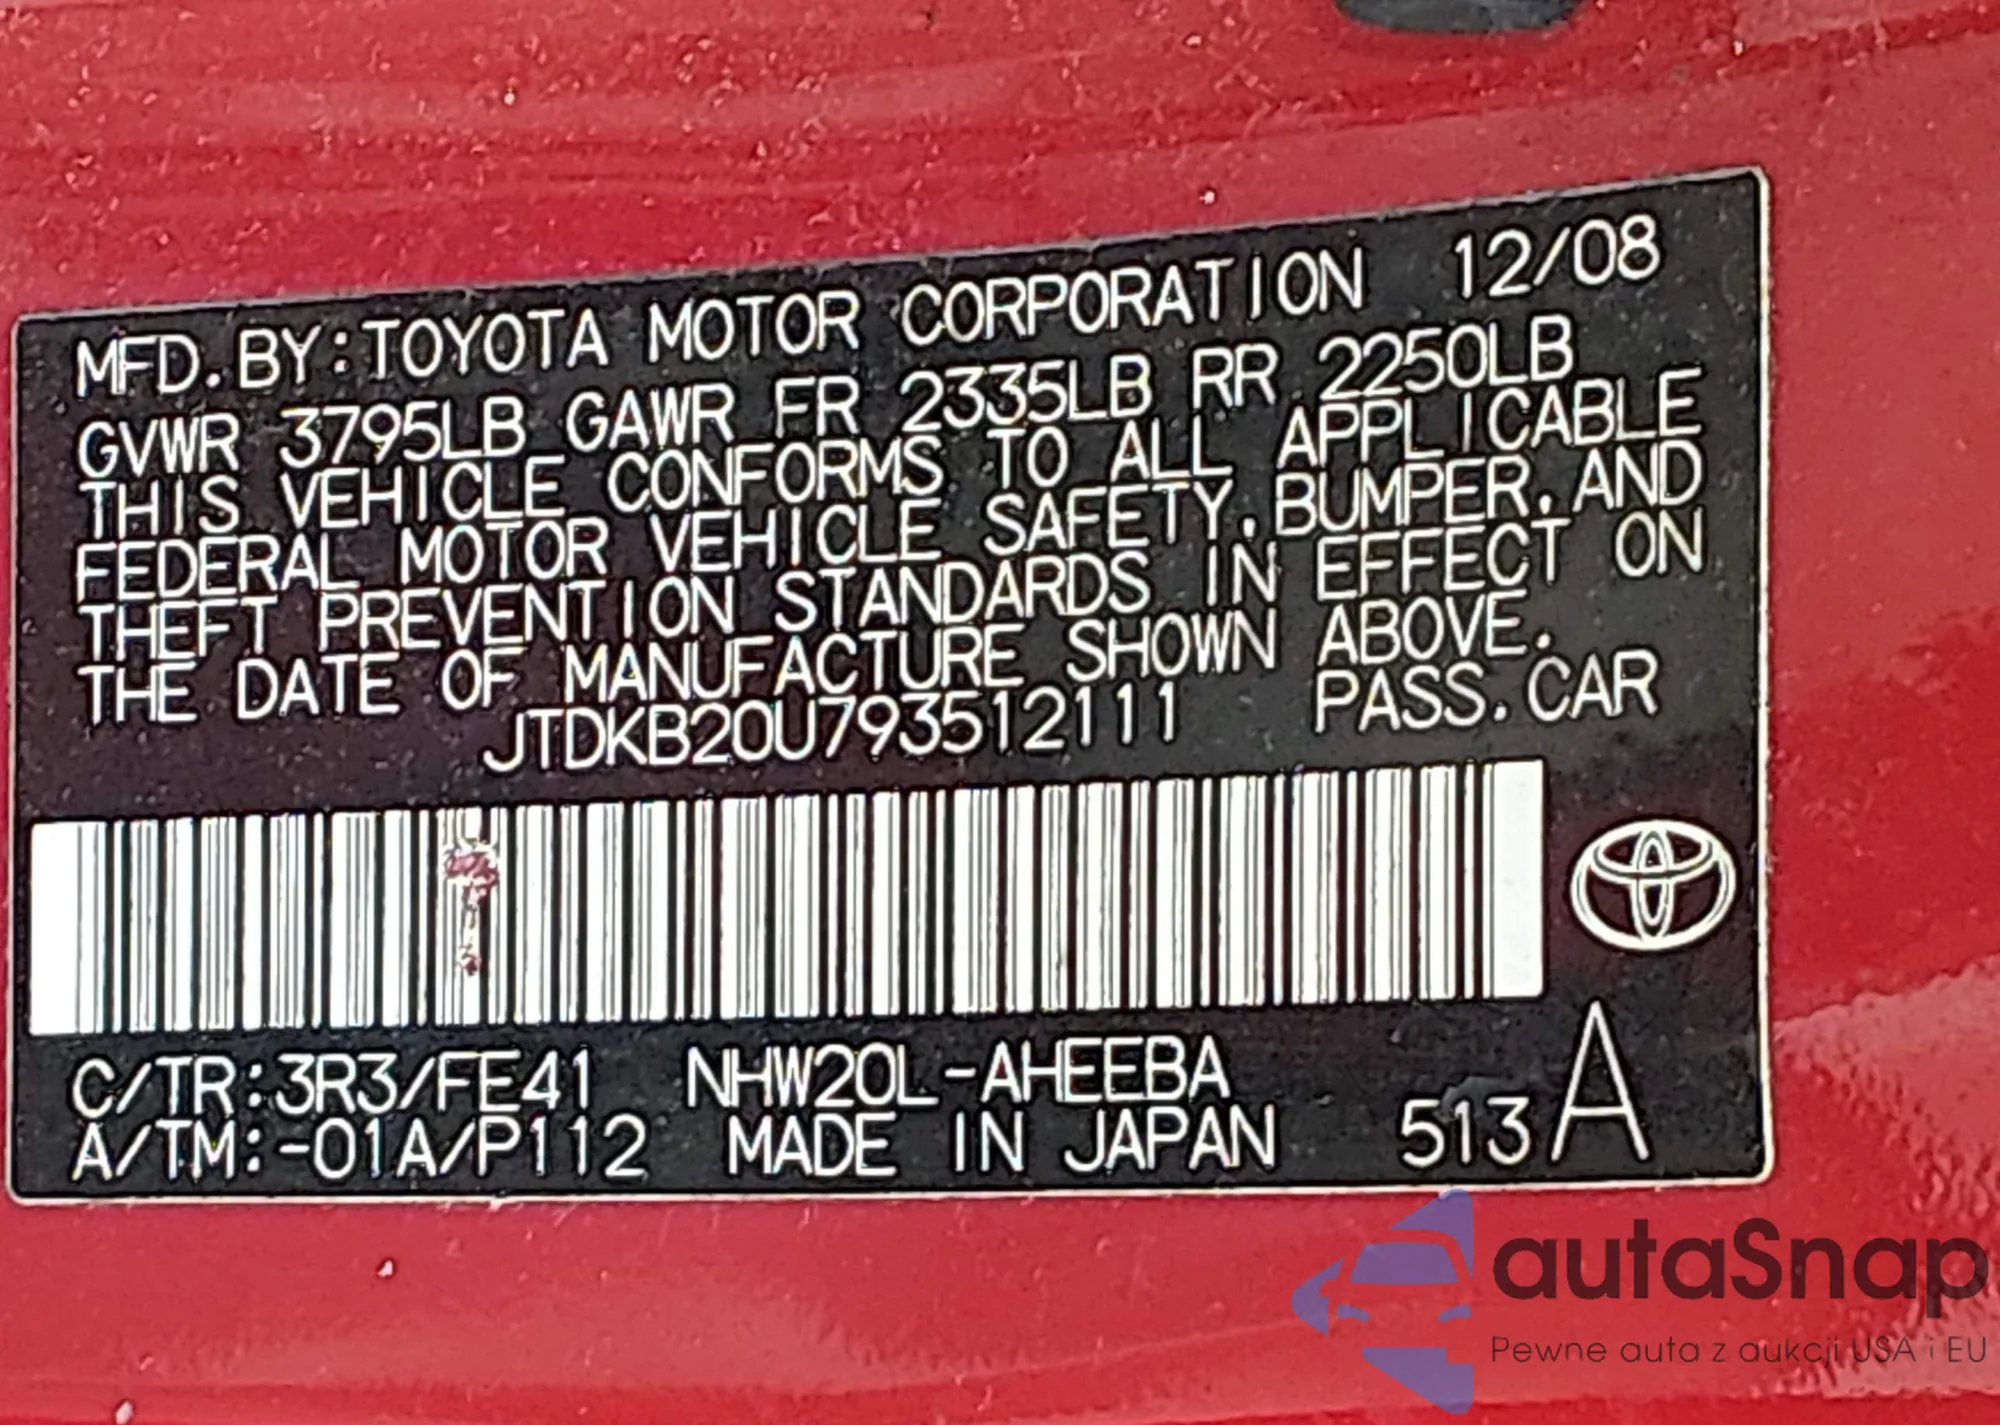 MFD.BY:TOYOTA MOTOR CORPORATION 12/08
GVWR 3795LB GAWR FR 2335LB RR 2250LB
THIS VEHICLE CONFORMS TO ALL APPLICABLE
FEDERAL MOTOR VEHICLE SAFETY,BUMPER,AND
THEFT PREVENTION STANDARDS IN EFFECT ON
THE DATE OF MANUFACTURE SHOWN ABOVE.
JTDKB20U793512111 PASS.CAR
C/TR:3R3/FE41 NHW20L-AHEEBA
A/TM:-01A/P112 MADE IN JAPAN 513A
autaSnap
Pewne auta z aukcji USA i EU